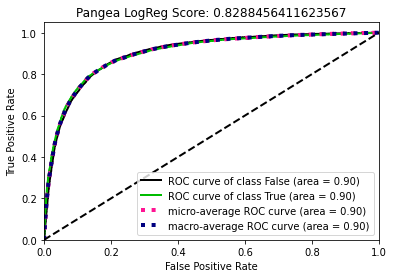 Pangea LogReg Score: 0.8288456411623567
True Positive Rate
1.0
0.8
0.6
0.4
0.2
0.0
ROC curve of class False (area = 0.90)
ROC curve of class True (area = 0.90)
micro-average ROC curve (area = 0.90)
macro-average ROC curve (area = 0.90)
0.0 0.2 0.4 0.6 0.8 1.0
False Positive Rate